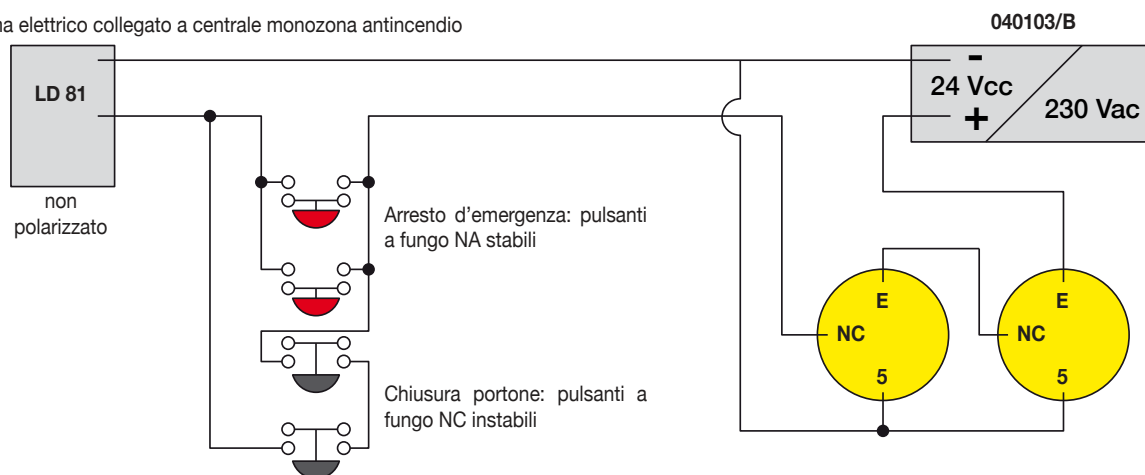 elettrico collegato a centrale monozona antincendio
040103/B
LD 81
-
24 Vcc
+
230 Vac
non
polarizzato
Arresto d’emergenza: pulsanti
a fungo NA stabili
E
NC
5
E
NC
5
Chiusura portone: pulsanti a
fungo NC instabili